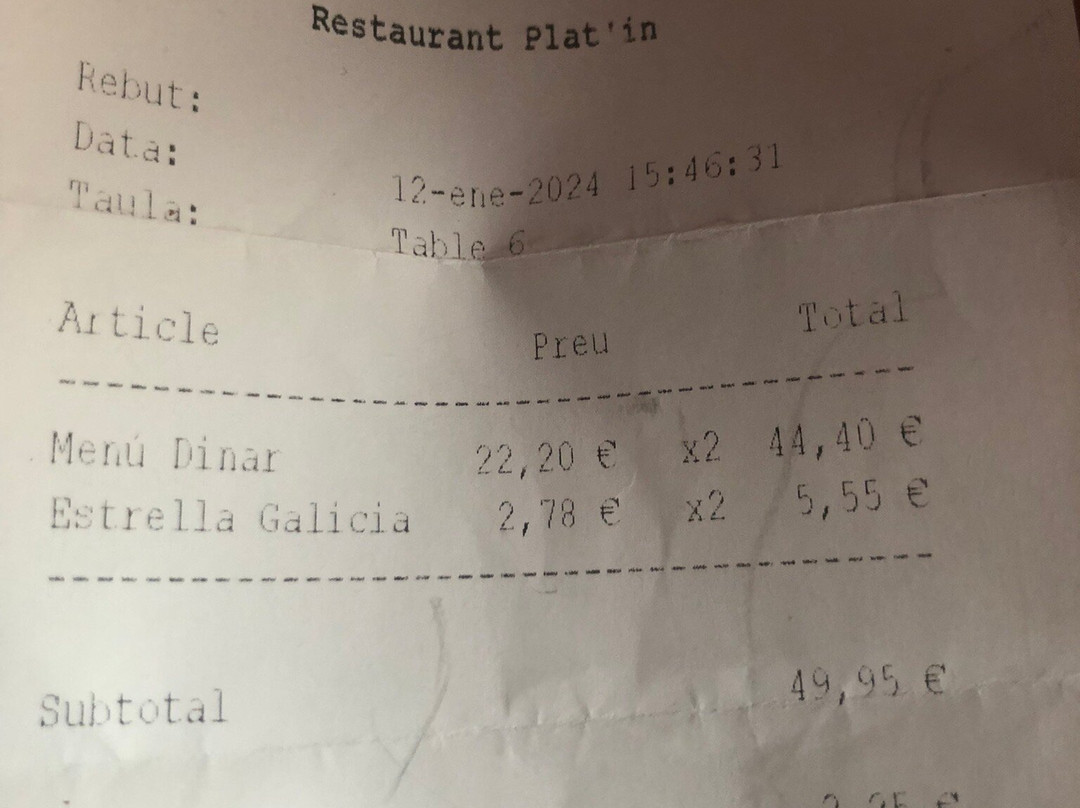 Restaurant Plat'in
Rebut:
Data: 12-ene-2024 15:46:31
Taula: Table 6
Article Preu Total
Menú Dinar 22,20 € x2 44,40 €
Estrella Galicia 2,78 € x2 5,55 €
Subtotal 49,95 €